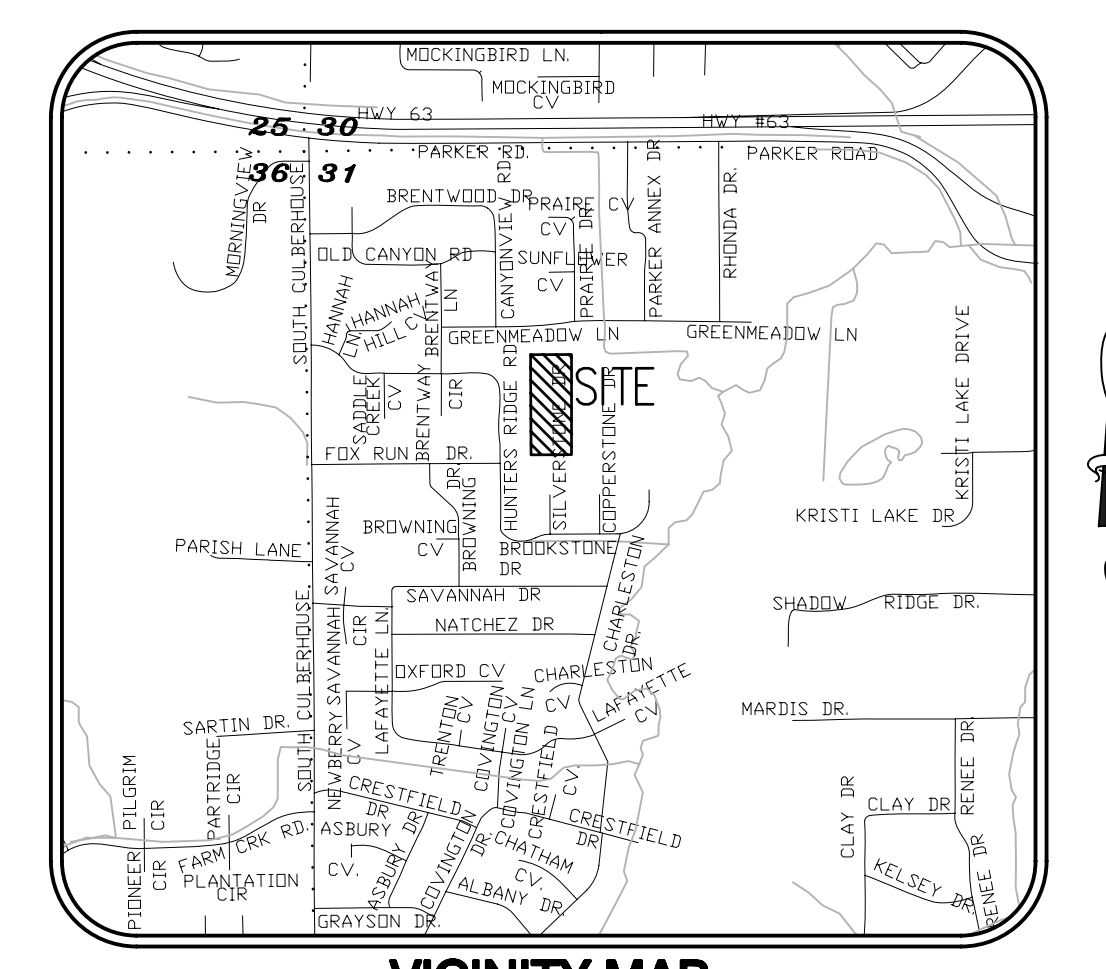 MOCKINGBIRD LN.
MOCKINGBIRD
CV
HWY 63
HWY #63
25 30
36 31
PARKER RD.
PARKER ROAD
MORNINGVIEW
DR
SOUTH CULBERHOUSE
BRENTWOOD DR
CANYONVIEW RD
PRAIRE CV
CV
PRAIRIE DR
PARKER ANNEX DR
RHONDA DR.
OLD CANYON RD
SUNFLOWER
CV
HANNAH
LN.
HANNAH
HILL CV
BRENTWAY
LN
GREENMEADOW LN
GREENMEADOW LN
KRISTI LAKE DRIVE
SADDLE
CREEK
CV
BRENTWAY
CIR
HUNTERS RIDGE RD
SILVERSTONE DR
SITE
COPPERSTONE DR
FOX RUN DR.
BROWNING
DR.
BROWNING
CV
BROOKSTONE
DR
KRISTI LAKE DR
PARISH LANE
SAVANNAH
CV
SAVANNAH DR
CHARLESTON
DR.
SHADOW RIDGE DR.
SOUTH CULBERHOUSE
SAVANNAH
CIR
NATCHEZ DR
LAFAYETTE LN.
OXFORD CV
CHARLESTON
CV
LAFAYETTE
CV
MARDIS DR.
SARTIN DR.
NEWBERRY
CV
TRENTON
CV
COVINGTON
CV
COVINGTON LN
CRESTFIELD
CV.
RENEE DR.
PILGRIM
CIR
PARTRIDGE
CIR
CRESTFIELD
DR
CRESTFIELD
DR
CLAY DR
CLAY DR
FARM CRK RD.
ASBURY
CV.
ASBURY DR
COVINGTON
DR.
CHATHAM
CV.
ALBANY DR.
RENEE DR
KELSEY DR.
PIONEER
CIR
PLANTATION
CIR
GRAYSON DR.
VICINITY MAP